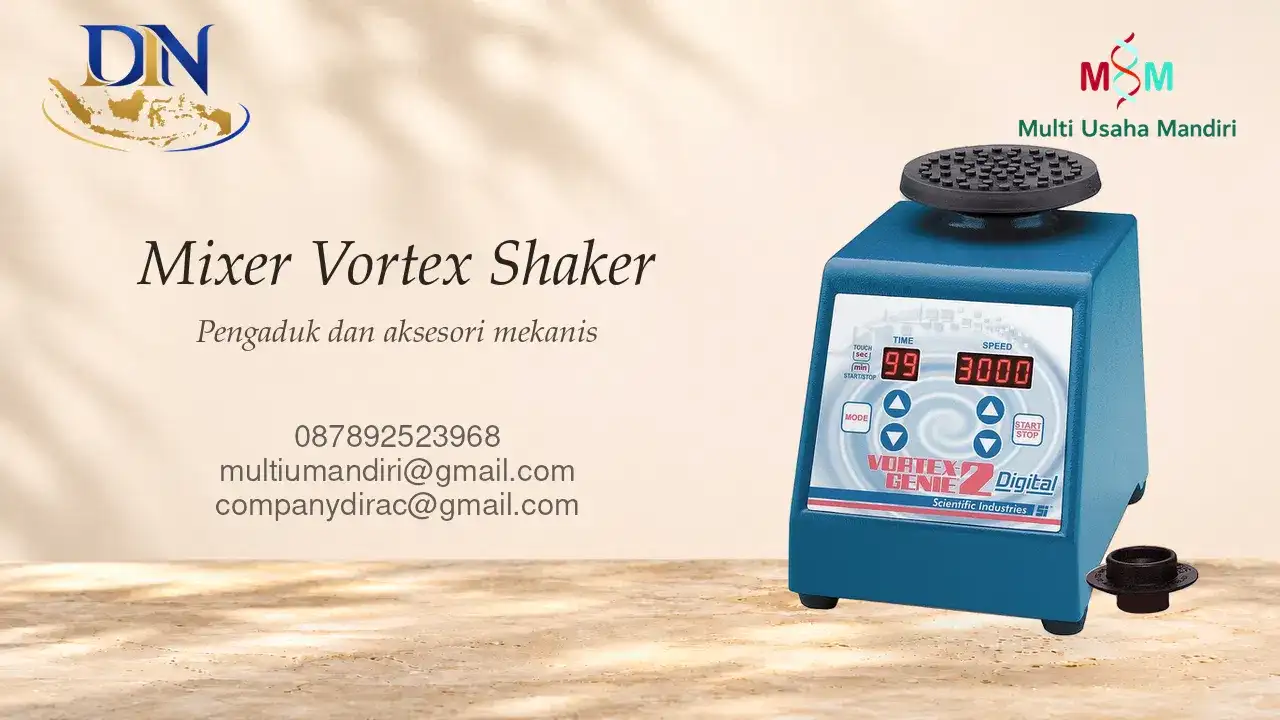 DIN
MSM
Multi Usaha Mandiri
Mixer Vortex Shaker
Pengaduk dan aksesori mekanis
087892523968
multiumandiri@gmail.com
companydirac@gmail.com
TIME
SPEED
TOUCH
sec
min
START/STOP
99
3000
MODE
START
STOP
VORTEX
GENIE 2 Digital
Scientific Industries Si